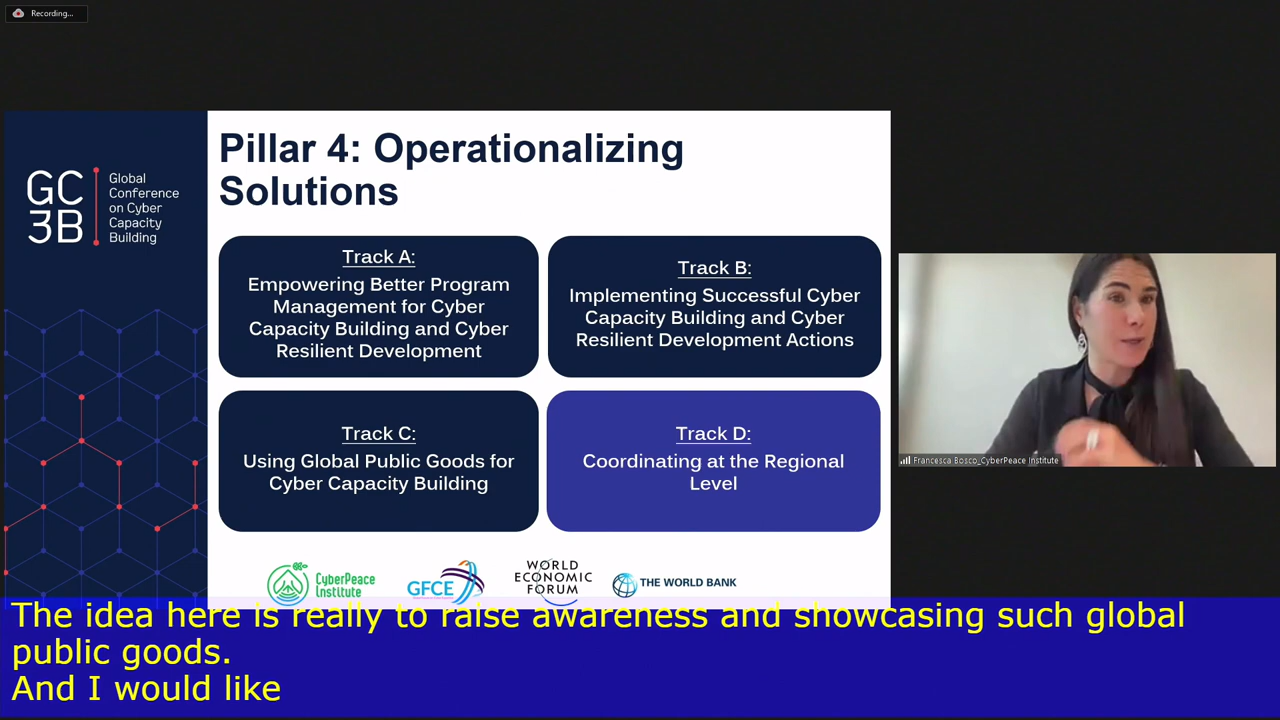 Recording...
GC
3B
Global
Conference
on Cyber
Capacity
Building
Pillar 4: Operationalizing
Solutions
Track A:
Empowering Better Program
Management for Cyber
Capacity Building and Cyber
Resilient Development
Track B:
Implementing Successful Cyber
Capacity Building and Cyber
Resilient Development Actions
Track C:
Using Global Public Goods for
Cyber Capacity Building
Track D:
Coordinating at the Regional
Level
CyberPeace
Institute
GFCE
WORLD
ECONOMIC
FORUM
THE WORLD BANK
Francesca Bosco_CyberPeace Institute
The idea here is really to raise awareness and showcasing such global
public goods.
And I would like